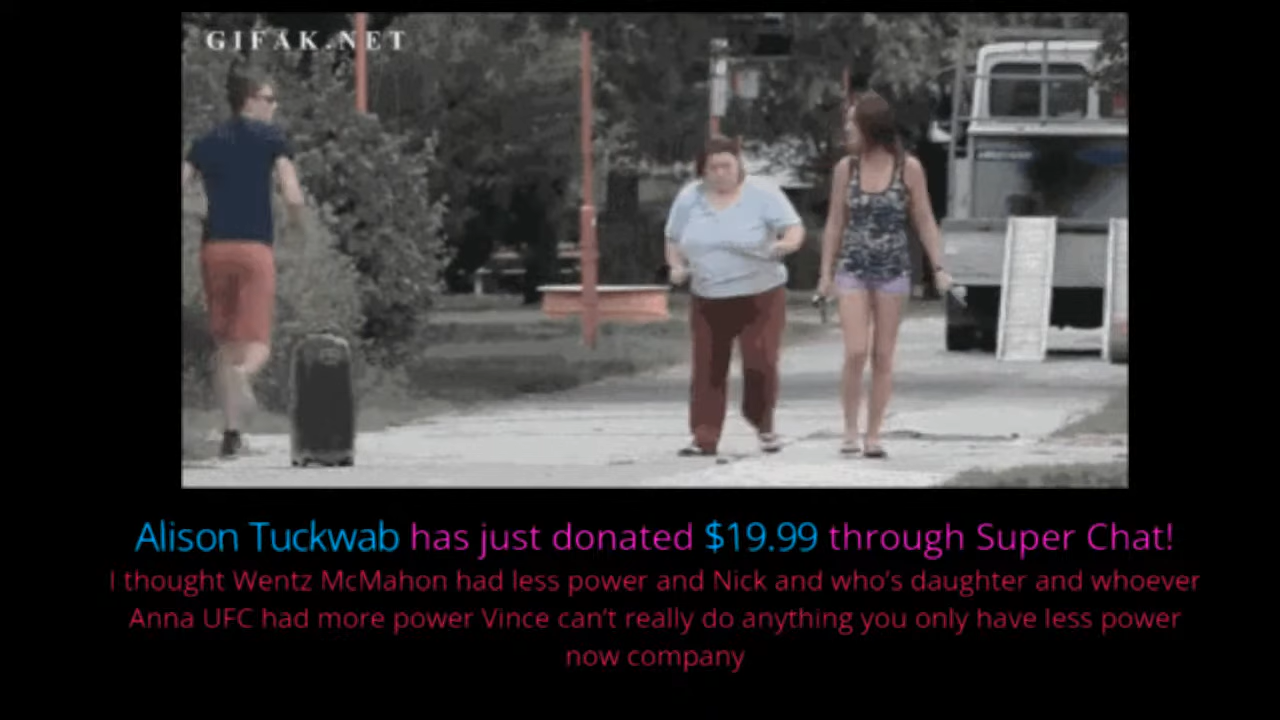 GIFAK.NET
Alison Tuckwab has just donated $19.99 through Super Chat!
I thought Wentz McMahon had less power and Nick and who's daughter and whoever
Anna UFC had more power Vince can't really do anything you only have less power
now company